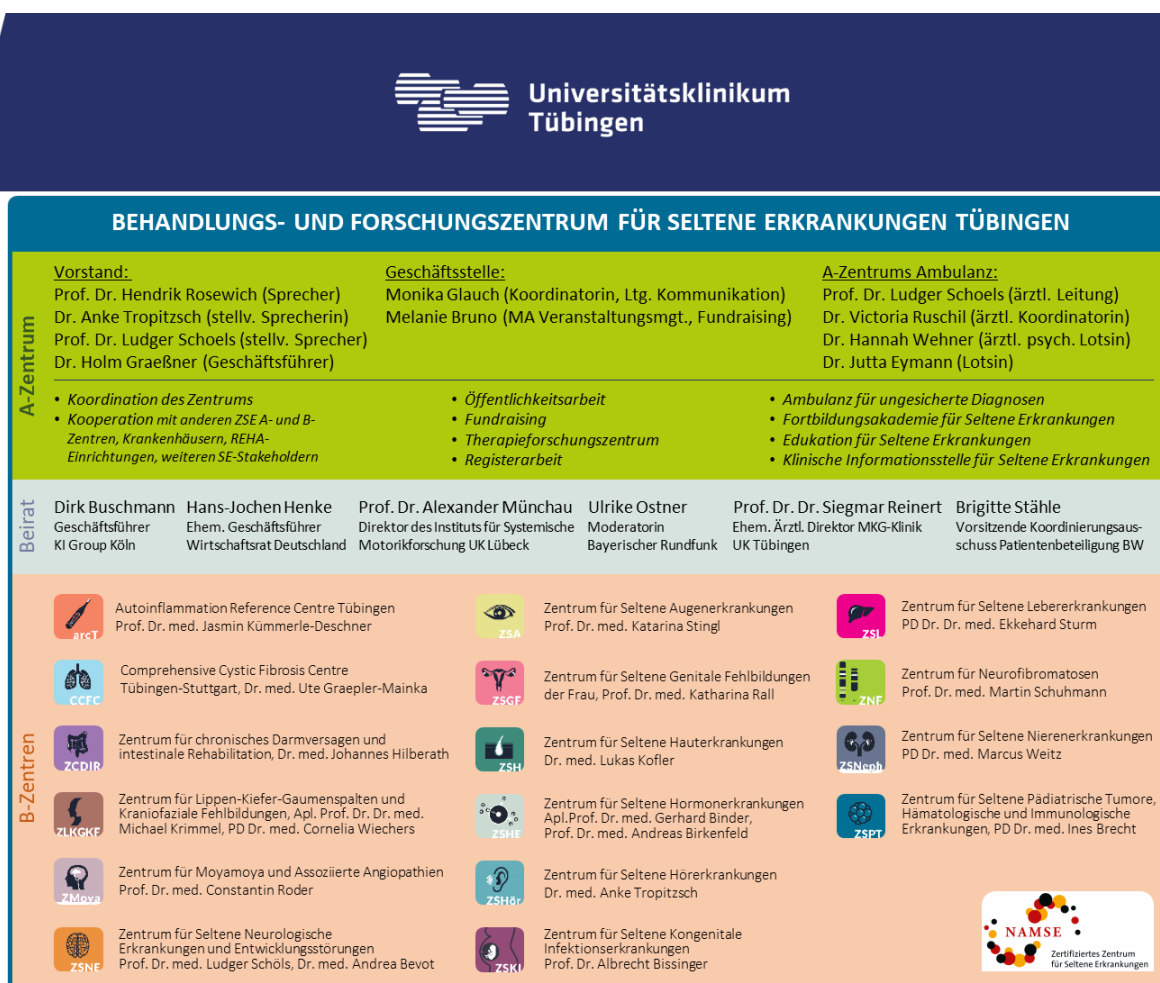 Universitätsklinikum
Tübingen
BEHANDLUNGS- UND FORSCHUNGSZENTRUM FÜR SELTENE ERKRANKUNGEN TÜBINGEN
A-Zentrum
Vorstand:
Prof. Dr. Hendrik Rosewich (Sprecher)
Dr. Anke Tropitzsch (stellv. Sprecherin)
Prof. Dr. Ludger Schoels (stellv. Sprecher)
Dr. Holm Graeßner (Geschäftsführer)
Geschäftsstelle:
Monika Glauch (Koordinatorin, Ltg. Kommunikation)
Melanie Bruno (MA Veranstaltungsmgt., Fundraising)
A-Zentrums Ambulanz:
Prof. Dr. Ludger Schoels (ärztl. Leitung)
Dr. Victoria Ruschil (ärztl. Koordinatorin)
Dr. Hannah Wehner (ärztl. psych. Lotsin)
Dr. Jutta Eymann (Lotsin)
• Koordination des Zentrums
• Kooperation mit anderen ZSE A- und B-
Zentren, Krankenhäusern, REHA-
Einrichtungen, weiteren SE-Stakeholdern
• Öffentlichkeitsarbeit
• Fundraising
• Therapieforschungszentrum
• Registerarbeit
• Ambulanz für ungesicherte Diagnosen
• Fortbildungsakademie für Seltene Erkrankungen
• Edukation für Seltene Erkrankungen
• Klinische Informationsstelle für Seltene Erkrankungen
Beirat
Dirk Buschmann
Geschäftsführer
KI Group Köln
Hans-Jochen Henke
Ehem. Geschäftsführer
Wirtschaftsrat Deutschland
Prof. Dr. Alexander Münchau
Direktor des Instituts für Systemische
Motorikforschung UK Lübeck
Ulrike Ostner
Moderatorin
Bayerischer Rundfunk
Prof. Dr. Dr. Siegmar Reinert
Ehem. Ärztl. Direktor MKG-Klinik
UK Tübingen
Brigitte Stähle
Vorsitzende Koordinierungsaus-
schuss Patientenbeteiligung BW
B-Zentren
arcT
Autoinflammation Reference Centre Tübingen
Prof. Dr. med. Jasmin Kümmerle-Deschner
CCFC
Comprehensive Cystic Fibrosis Centre
Tübingen-Stuttgart, Dr. med. Ute Graepler-Mainka
ZCDIR
Zentrum für chronisches Darmversagen und
intestinale Rehabilitation, Dr. med. Johannes Hilberath
ZLKGKF
Zentrum für Lippen-Kiefer-Gaumenspalten und
Kraniofaziale Fehlbildungen, Apl. Prof. Dr. Dr. med.
Michael Krimmel, PD Dr. med. Cornelia Wiechers
ZMoya
Zentrum für Moyamoya und Assoziierte Angiopathien
Prof. Dr. med. Constantin Roder
ZSNE
Zentrum für Seltene Neurologische
Erkrankungen und Entwicklungsstörungen
Prof. Dr. med. Ludger Schöls, Dr. med. Andrea Bevot
ZSA
Zentrum für Seltene Augenerkrankungen
Prof. Dr. med. Katarina Stingl
ZSGF
Zentrum für Seltene Genitale Fehlbildungen
der Frau, Prof. Dr. med. Katharina Rall
ZSH
Zentrum für Seltene Hauterkrankungen
Dr. med. Lukas Kofler
ZSHE
Zentrum für Seltene Hormonerkrankungen
Apl.Prof. Dr. med. Gerhard Binder,
Prof. Dr. med. Andreas Birkenfeld
ZSHör
Zentrum für Seltene Hörerkrankungen
Dr. med. Anke Tropitzsch
ZSKI
Zentrum für Seltene Kongenitale
Infektionserkrankungen
Prof. Dr. Albrecht Bissinger
ZSL
Zentrum für Seltene Lebererkrankungen
PD Dr. Dr. med. Ekkehard Sturm
ZNF
Zentrum für Neurofibromatosen
Prof. Dr. med. Martin Schuhmann
ZSNeph
Zentrum für Seltene Nierenerkrankungen
PD Dr. med. Marcus Weitz
ZSPT
Zentrum für Seltene Pädiatrische Tumore,
Hämatologische und Immunologische
Erkrankungen, PD Dr. med. Ines Brecht
NAMSE
Zertifiziertes Zentrum
für Seltene Erkrankungen